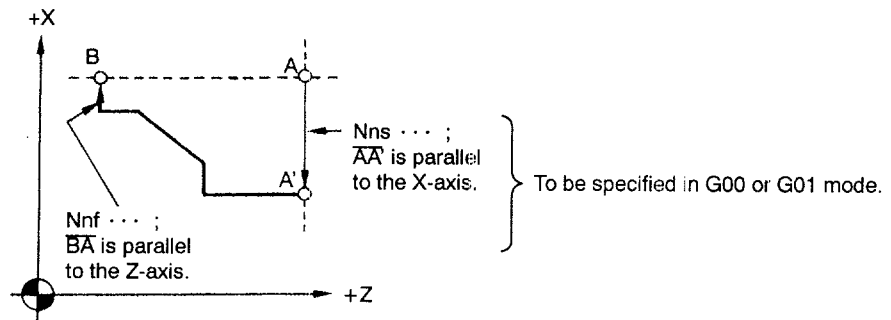 +X
B
A
Nns · · · ;
AA' is parallel
to the X-axis.
To be specified in G00 or G01 mode.
A'
Nnf · · · ;
BA is parallel
to the Z-axis.
+Z